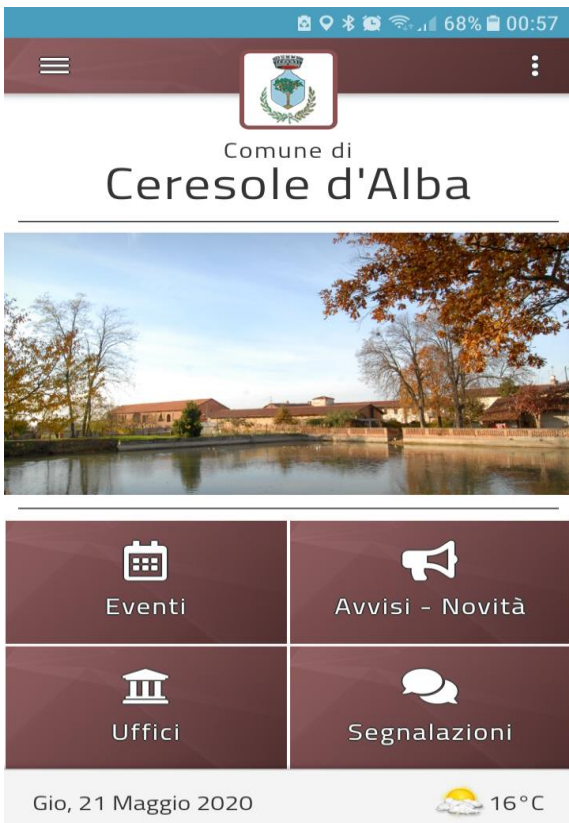 68% 00:57
Comune di
Ceresole d'Alba
Eventi
Avvisi - Novità
Uffici
Segnalazioni
Gio, 21 Maggio 2020
16°C